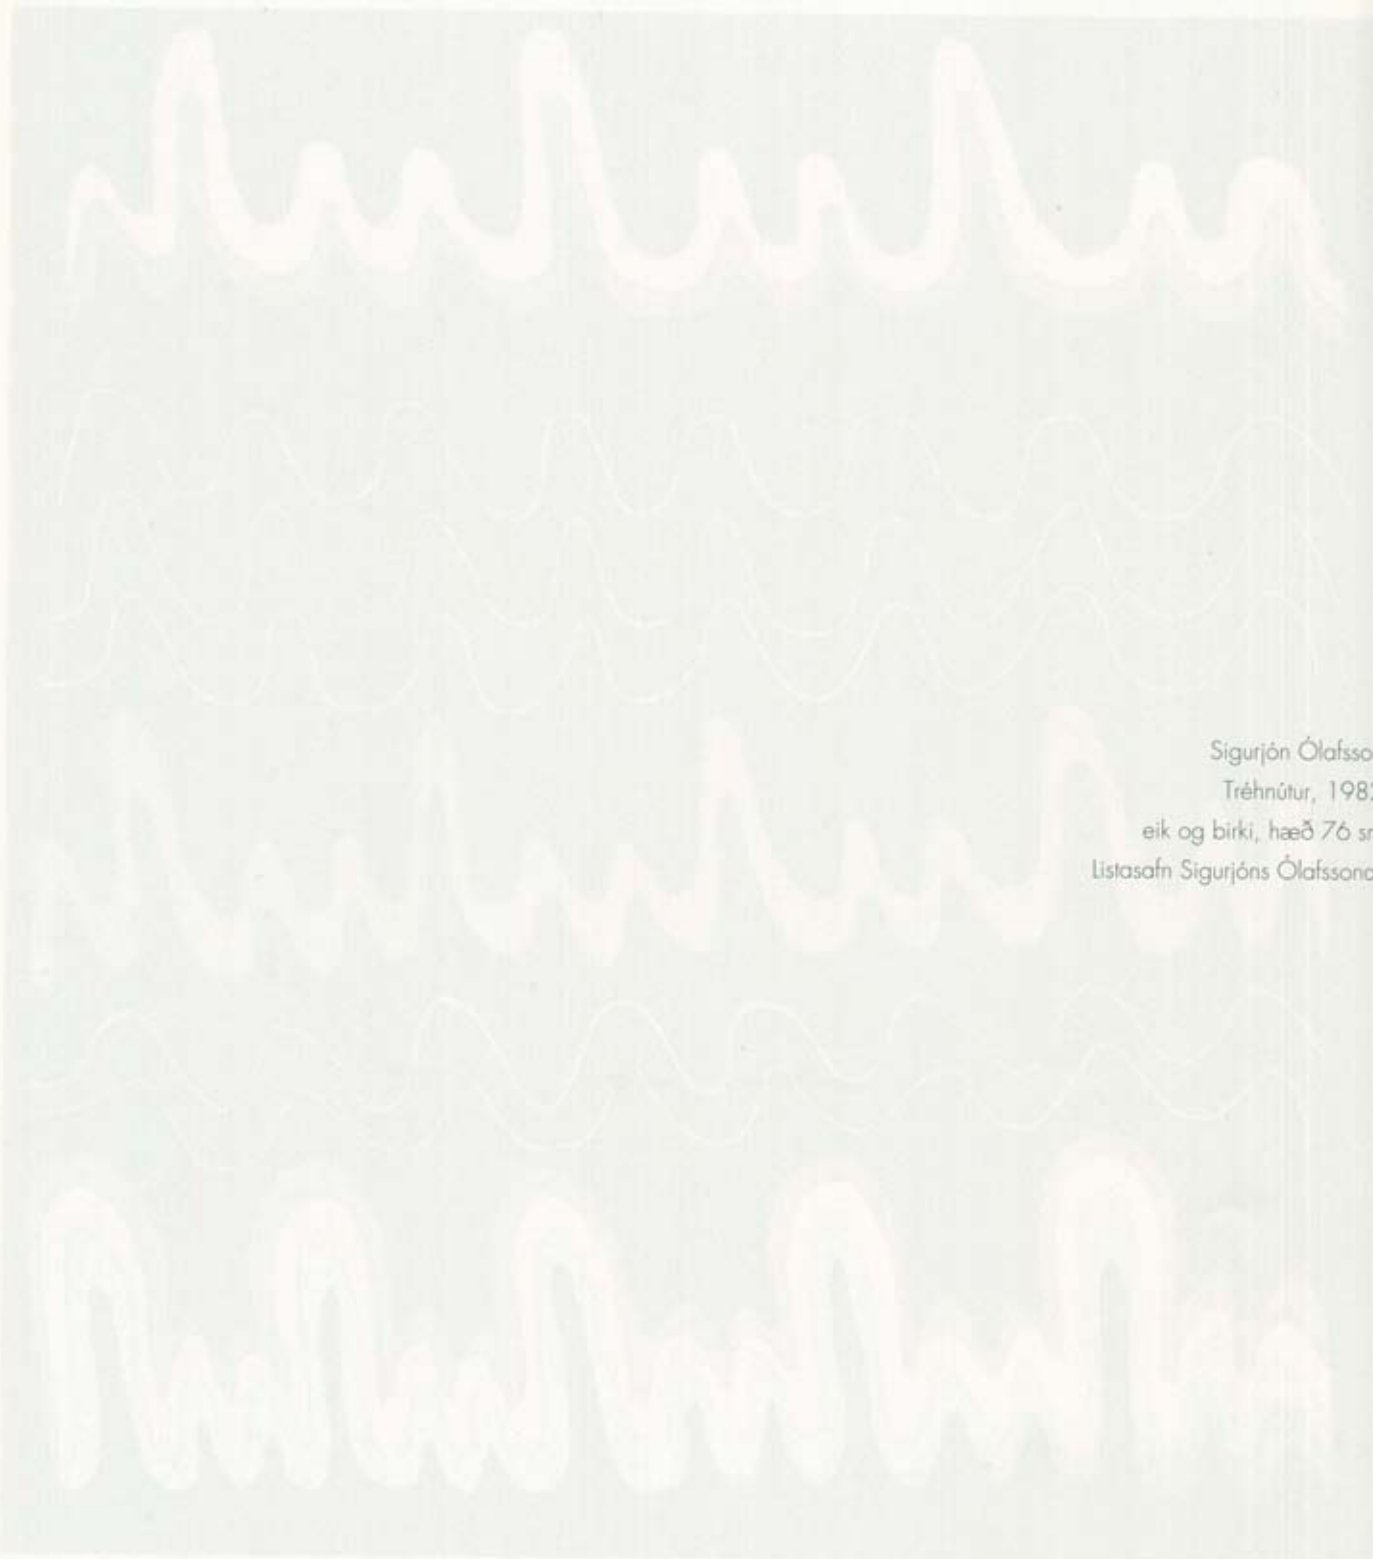 Sigurjón Ólafsso
Tréhnútur, 198
eik og birki, hæð 76 s
Listasafn Sigurjóns Ólafsson